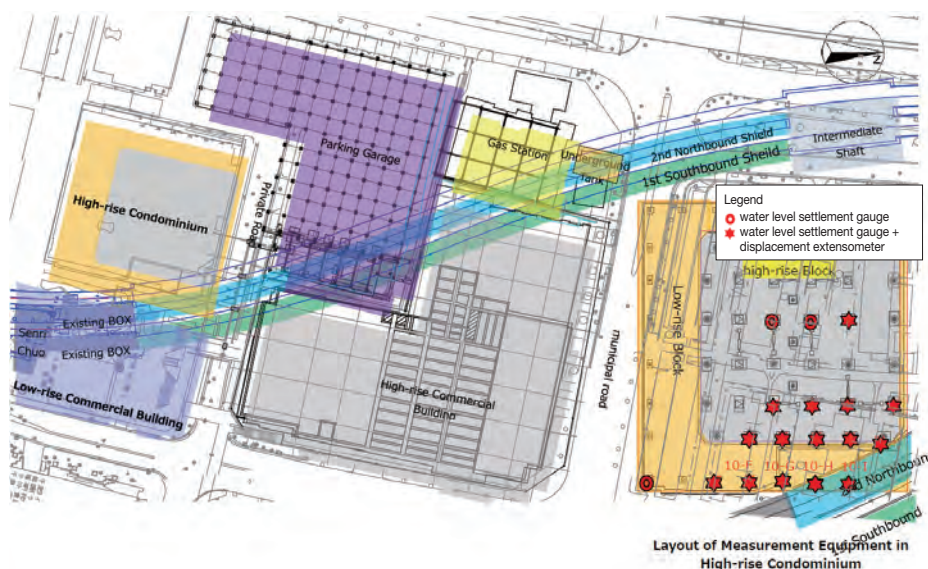 Z
Parking Garage
Gas Station
Underground
Tank
2nd Northbound Shield
1st Southbound Sheild
Intermediate
Shaft
High-rise Condominium
Private Road
Legend
water level settlement gauge
water level settlement gauge +
displacement extensometer
high-rise Block
Low-rise Block
Existing BOX
Senri
Chuo
Existing BOX
Low-rise Commercial Building
High-rise Commercial
Building
municipal road
10-F
10-G
10-H
10-I
2nd Northbound
1st Southbound
Layout of Measurement Equipment in
High-rise Condominium